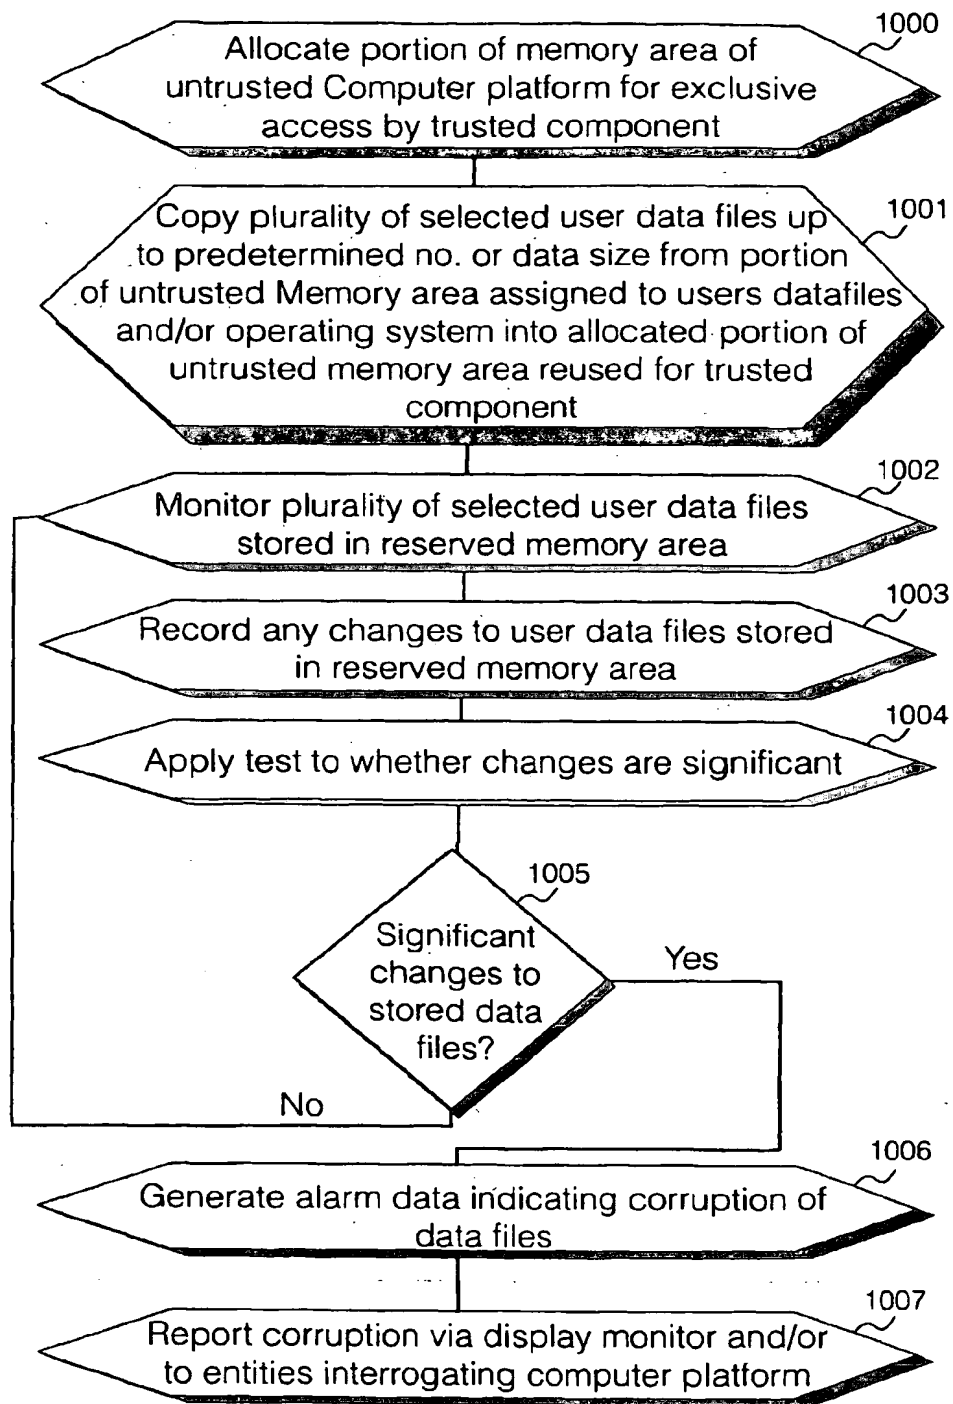 1000
Allocate portion of memory area of
untrusted Computer platform for exclusive
access by trusted component
1001
Copy plurality of selected user data files up
to predetermined no. or data size from portion
of untrusted Memory area assigned to users datafiles
and/or operating system into allocated portion of
untrusted memory area reused for trusted
component
1002
Monitor plurality of selected user data files
stored in reserved memory area
1003
Record any changes to user data files stored
in reserved memory area
1004
Apply test to whether changes are significant
1005
Significant
changes to
stored data
files?
Yes
No
1006
Generate alarm data indicating corruption of
data files
1007
Report corruption via display monitor and/or
to entities interrogating computer platform